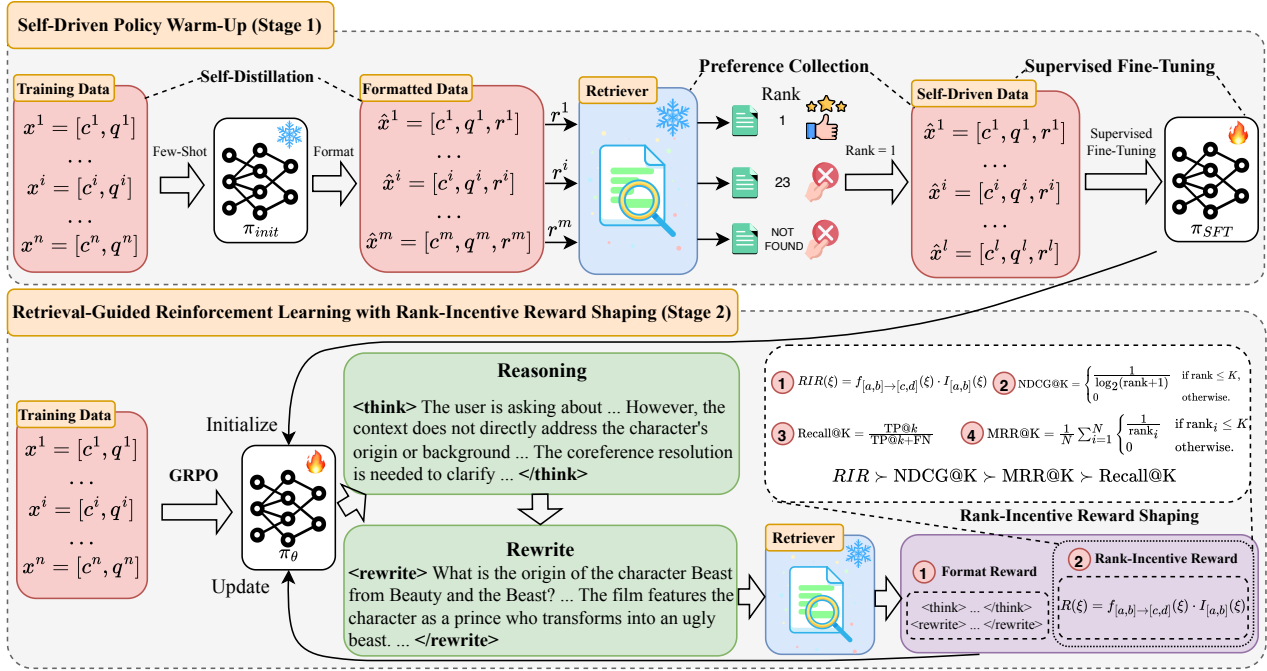 Self-Driven Policy Warm-Up (Stage 1)
Training Data
x^1 = [c^1, q^1]
...
x^i = [c^i, q^i]
...
x^n = [c^n, q^n]
Self-Distillation
Few-Shot
π_{init}
Format
Formatted Data
x̂^1 = [c^1, q^1, r^1]
...
x̂^i = [c^i, q^i, r^i]
...
x̂^m = [c^m, q^m, r^m]
r^1
r^i
r^m
Retriever
Preference Collection
Rank
1
23
NOT
FOUND
Rank = 1
Self-Driven Data
x̂^1 = [c^1, q^1, r^1]
...
x̂^i = [c^i, q^i, r^i]
...
x̂^l = [c^l, q^l, r^l]
Supervised Fine-Tuning
Supervised
Fine-Tuning
π_{SFT}
Retrieval-Guided Reinforcement Learning with Rank-Incentive Reward Shaping (Stage 2)
Training Data
x^1 = [c^1, q^1]
...
x^i = [c^i, q^i]
...
x^n = [c^n, q^n]
GRPO
Initialize
π_θ
Update
Reasoning
<think> The user is asking about ... However, the
context does not directly address the character's
origin or background ... The coreference resolution
is needed to clarify ... </think>
Rewrite
<rewrite> What is the origin of the character Beast
from Beauty and the Beast? ... The film features the
character as a prince who transforms into an ugly
beast. ... </rewrite>
Retriever
1 RIR(ξ) = f_{[a,b]→[c,d]}(ξ) · I_{[a,b]}(ξ)
2 NDCG@K = { 1/log_2(rank+1) if rank ≤ K,
0 otherwise.
3 Recall@K = TP@k/TP@k+FN
4 MRR@K = 1/N ∑_{i=1}^{N} { 1/rank_i if rank_i ≤ K
0 otherwise.
RIR ≻ NDCG@K ≻ MRR@K ≻ Recall@K
Rank-Incentive Reward Shaping
1 Format Reward
<think> ... </think>
<rewrite> ... </rewrite>
2 Rank-Incentive Reward
R(ξ) = f_{[a,b]→[c,d]}(ξ) · I_{[a,b]}(ξ)